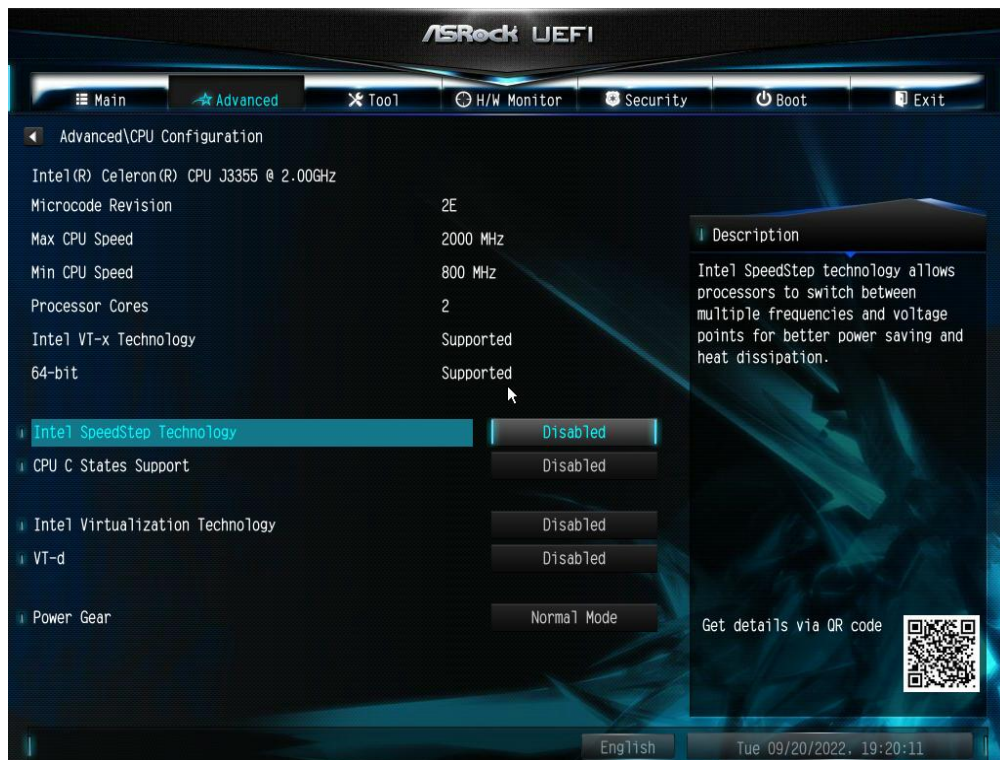 ASRock UEFI
Main Advanced Tool H/W Monitor Security Boot Exit
Advanced\CPU Configuration
Intel(R) Celeron(R) CPU J3355 @ 2.00GHz
Microcode Revision 2E
Max CPU Speed 2000 MHz
Min CPU Speed 800 MHz
Processor Cores 2
Intel VT-x Technology Supported
64-bit Supported
Intel SpeedStep Technology Disabled
CPU C States Support Disabled
Intel Virtualization Technology Disabled
VT-d Disabled
Power Gear Normal Mode
Description
Intel SpeedStep technology allows
processors to switch between
multiple frequencies and voltage
points for better power saving and
heat dissipation.
Get details via QR code
English Tue 09/20/2022, 19:20:11